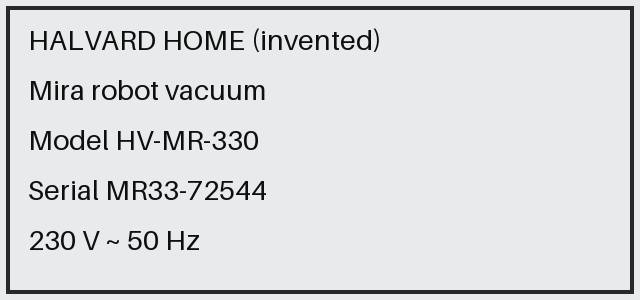 HALVARD HOME (invented)
Mira robot vacuum
Model HV-MR-330
Serial MR33-72544
230 V ~ 50 Hz